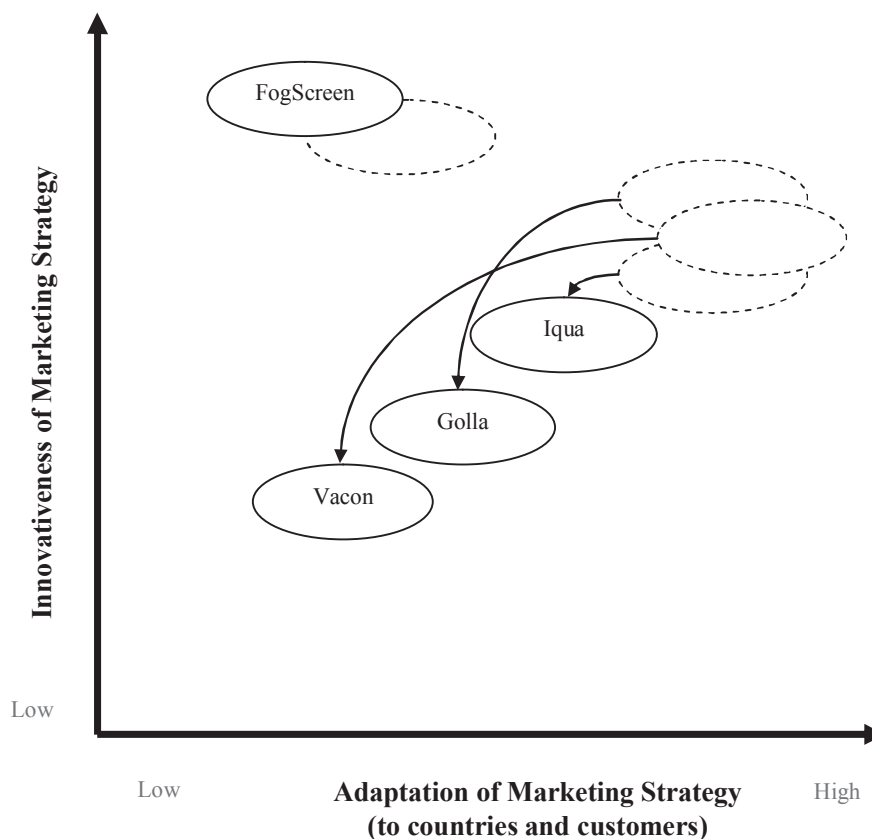 FogScreen
Iqua
Golla
Vacon
Innovativeness of Marketing Strategy
Low
Low
Adaptation of Marketing Strategy
(to countries and customers)
High